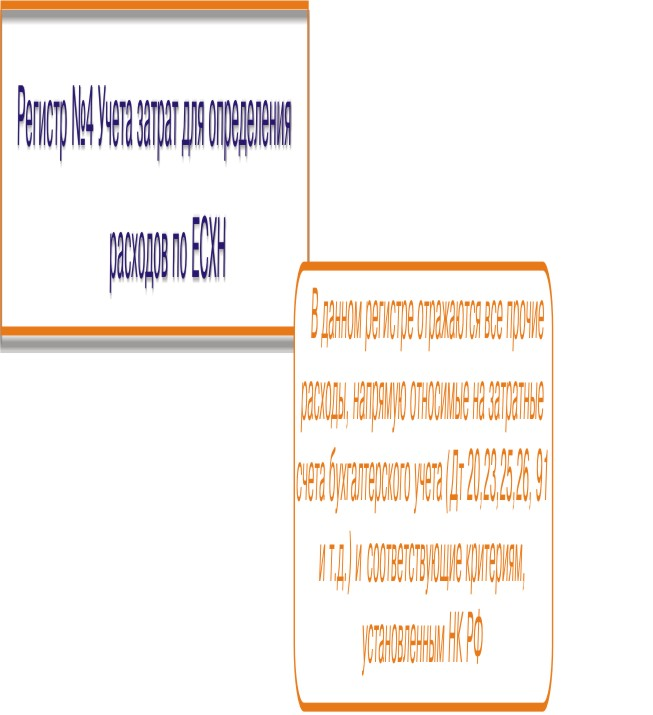 Регистр №4 Учета затрат для определения
расходов по ЕСХН
В данном регистре отражаются все прочие
расходы, напрямую относимые на затратные
счета бухгалтерского учета (Дт 20,23,25,26, 91
и т.д.) и соответствующие критериям,
установленным НК РФ